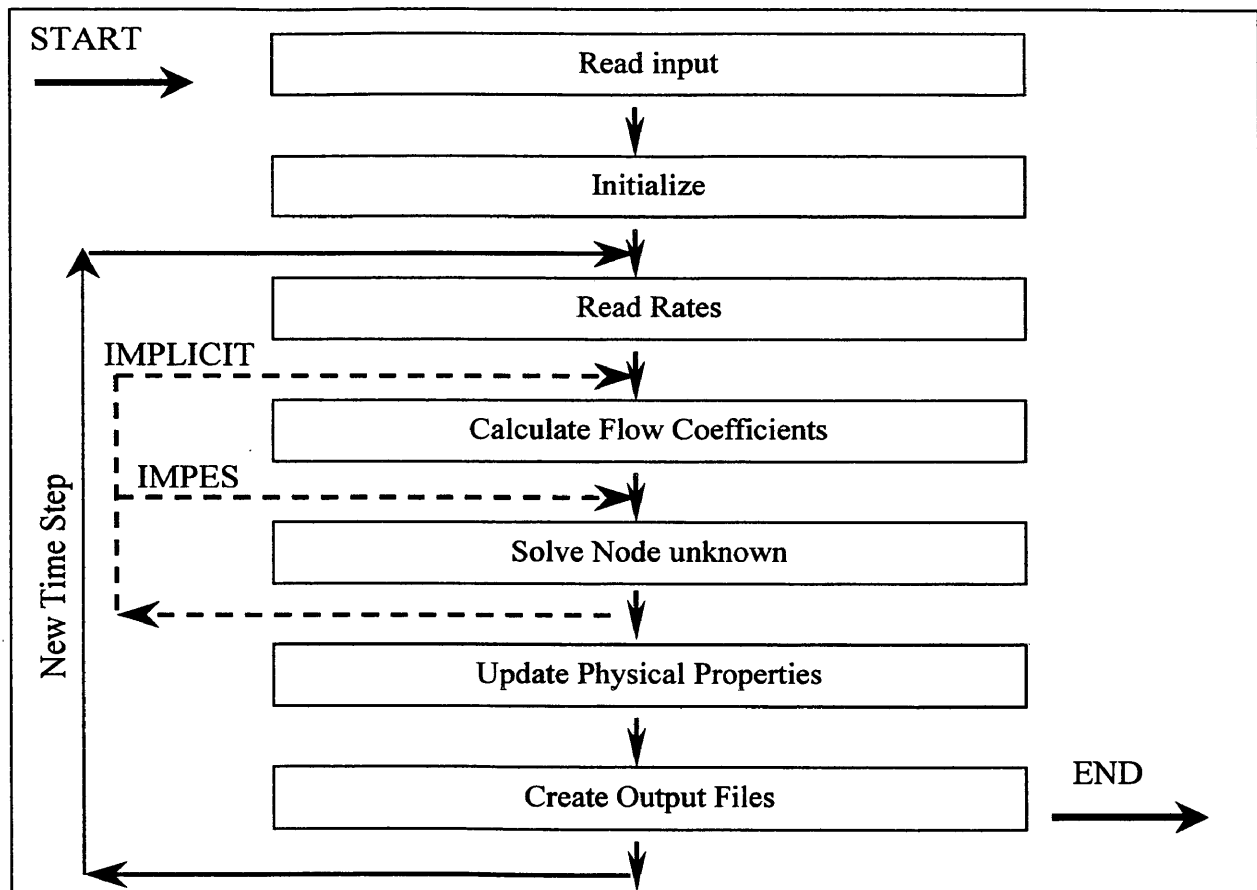 START
Read input
Initialize
Read Rates
IMPLICIT
Calculate Flow Coefficients
IMPES
Solve Node unknown
New Time Step
Update Physical Properties
END
Create Output Files